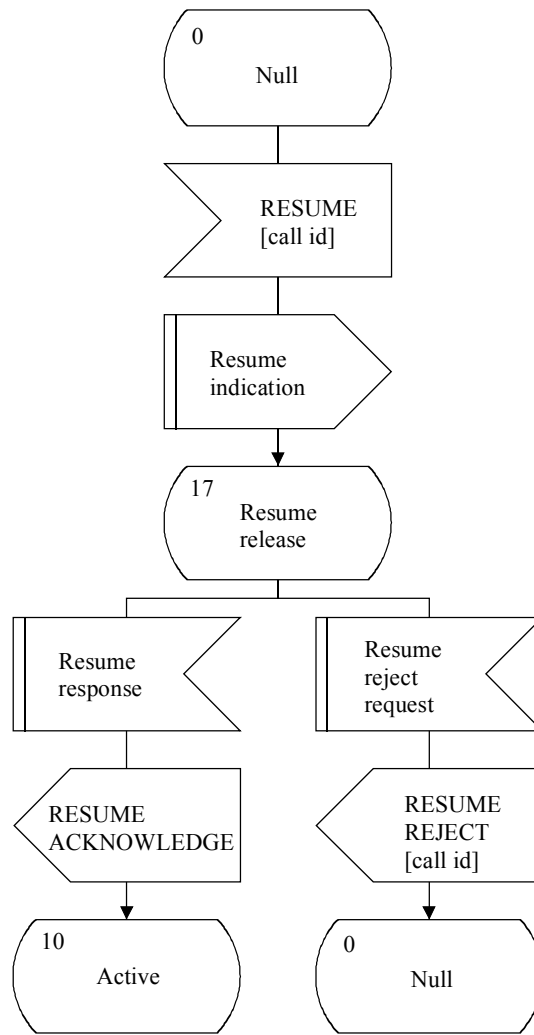 0
Null
RESUME
[call id]
Resume
indication
17
Resume
release
Resume
response
Resume
reject
request
RESUME
ACKNOWLEDGE
RESUME
REJECT
[call id]
10
Active
0
Null